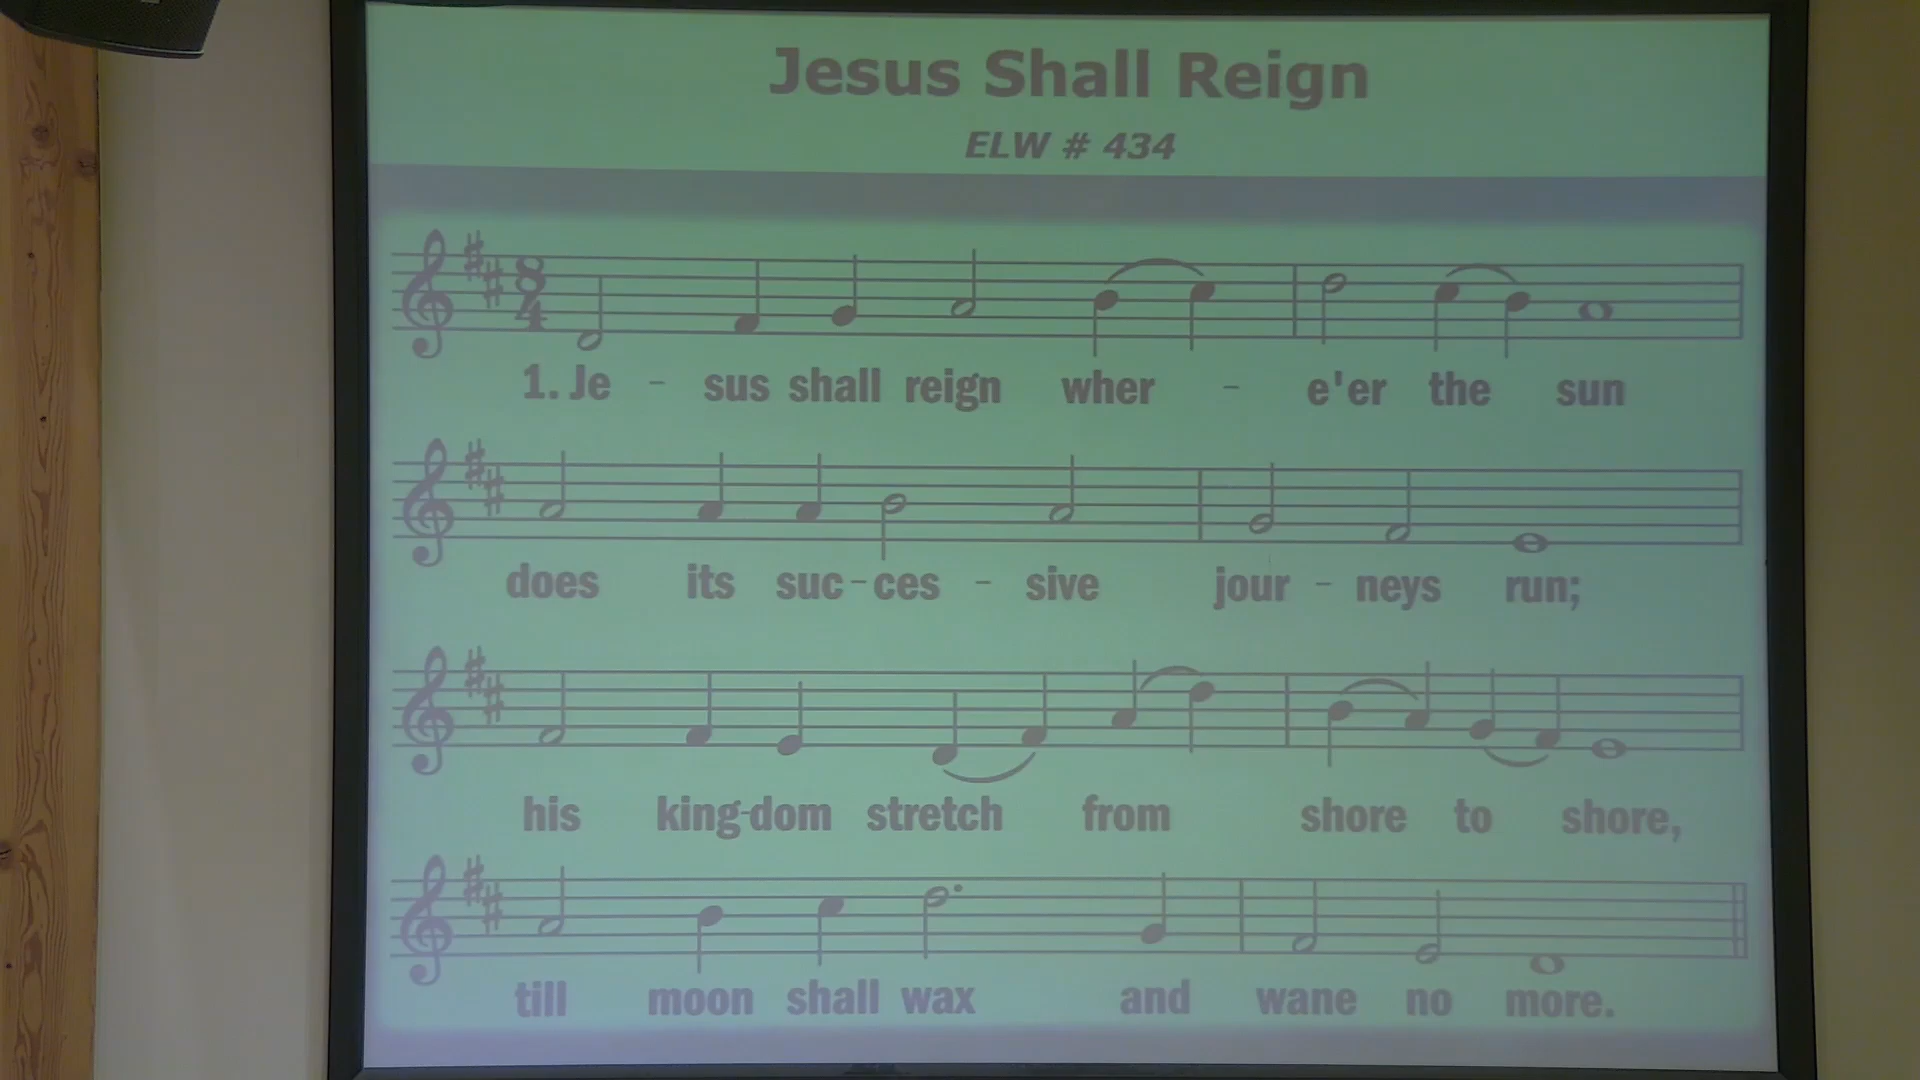 Jesus Shall Reign
ELW # 434
8
4
1. Je - sus shall reign wher - e'er the sun
does its suc - ces - sive jour - neys run;
his king-dom stretch from shore to shore,
till moon shall wax and wane no more.